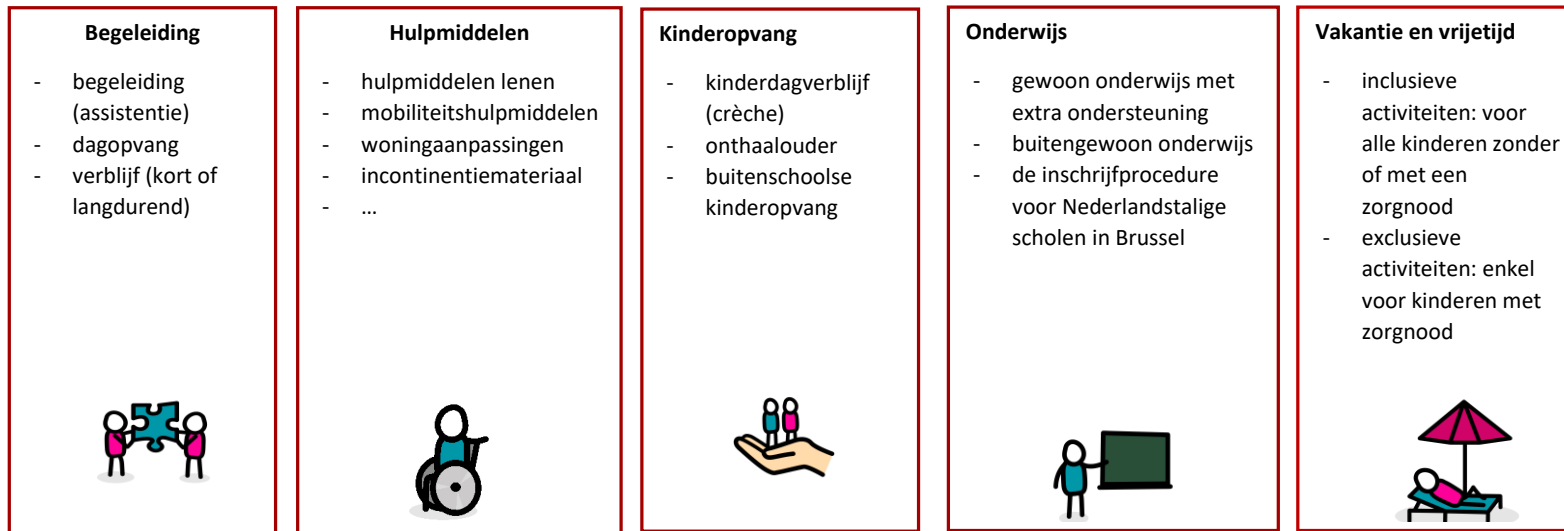 Begeleiding
- begeleiding
(assistentie)
- dagopvang
- verblijf (kort of
langdurend)
Hulpmiddelen
- hulpmiddelen lenen
- mobiliteitshulpmiddelen
- woningaanpassingen
- incontinentiemateriaal
- ...
Kinderopvang
- kinderdagverblijf
(crèche)
- onthaalouder
- buitenschoolse
kinderopvang
Onderwijs
- gewoon onderwijs met
extra ondersteuning
- buitengewoon onderwijs
- de inschrijfprocedure
voor Nederlandstalige
scholen in Brussel
Vakantie en vrijetijd
- inclusieve
activiteiten: voor
alle kinderen zonder
of met een
zorgnood
- exclusieve
activiteiten: enkel
voor kinderen met
zorgnood